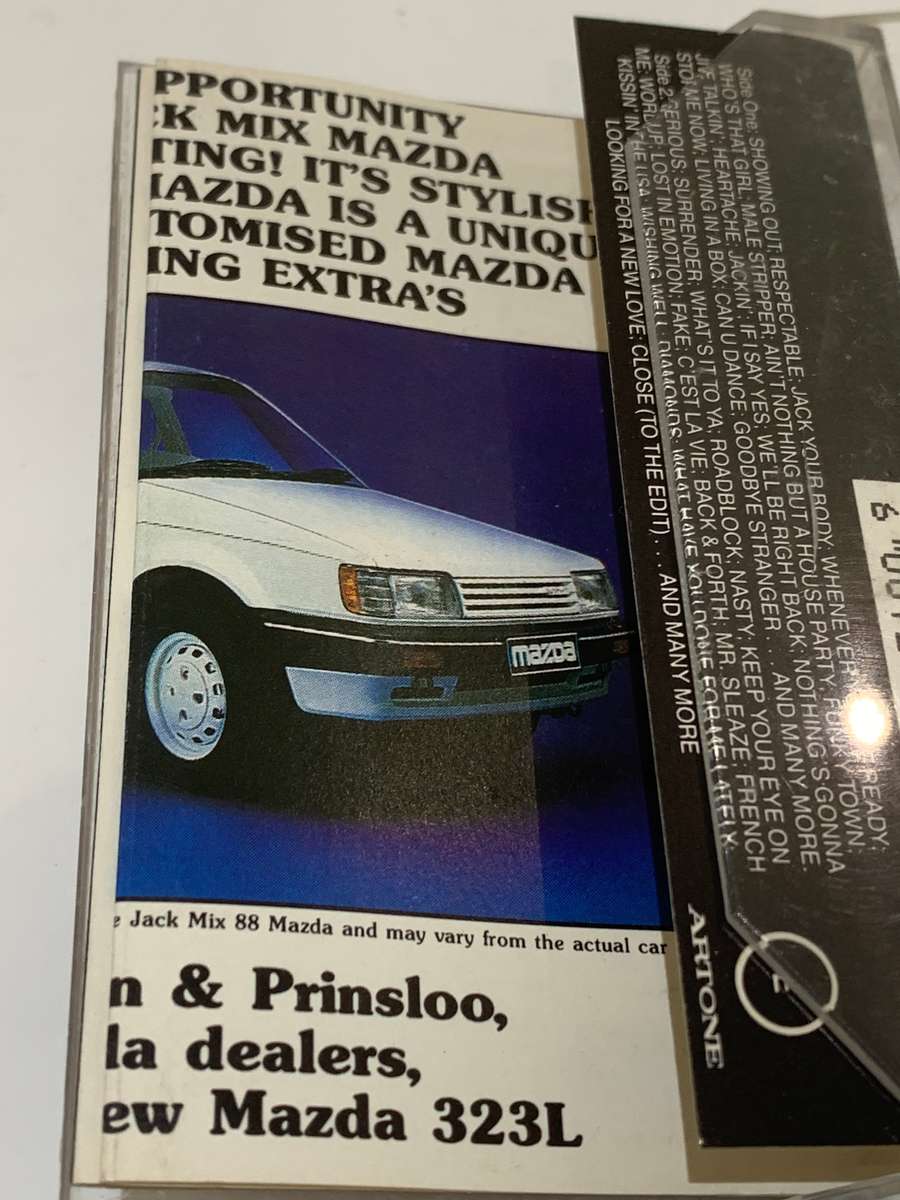 PPORTUNITY
CK MIX MAZDA
TING! IT'S STYLISH
MAZDA IS A UNIQU
TOMISED MAZDA
ING EXTRA'S
mazda
e Jack Mix 88 Mazda and may vary from the actual car
n & Prinsloo,
la dealers,
ew Mazda 323L
Side One: SHOWING OUT; RESPECTABLE; JACK YOUR BODY; WHENEVER READY;
WHO'S THAT GIRL; MALE STRIPPER; AIN'T NOTHING BUT A HOUSE PARTY; FUNKY TOWN;
JIVE TALKIN'; HEARTACHE; JACKIN'; IF I SAY YES; WE'LL BE RIGHT BACK; NOTHING'S GONNA
STOP ME NOW; LIVING IN A BOX; CAN U DANCE; GOODBYE STRANGER . . . AND MANY MORE.
Side 2: SERIOUS; SURRENDER; WHAT'S IT TO YA; ROADBLOCK; NASTY; KEEP YOUR EYE ON
ME; WORD UP; LOST IN EMOTION; FAKE; C'EST LA VIE; BACK & FORTH; MR. SLEAZE; FRENCH
KISSIN' IN THE USA; WISHING WELL; DIAMONDS; WHAT HAVE YOU DONE FOR ME LATELY;
LOOKING FOR A NEW LOVE; CLOSE (TO THE EDIT) . . . AND MANY MORE
ARTONE